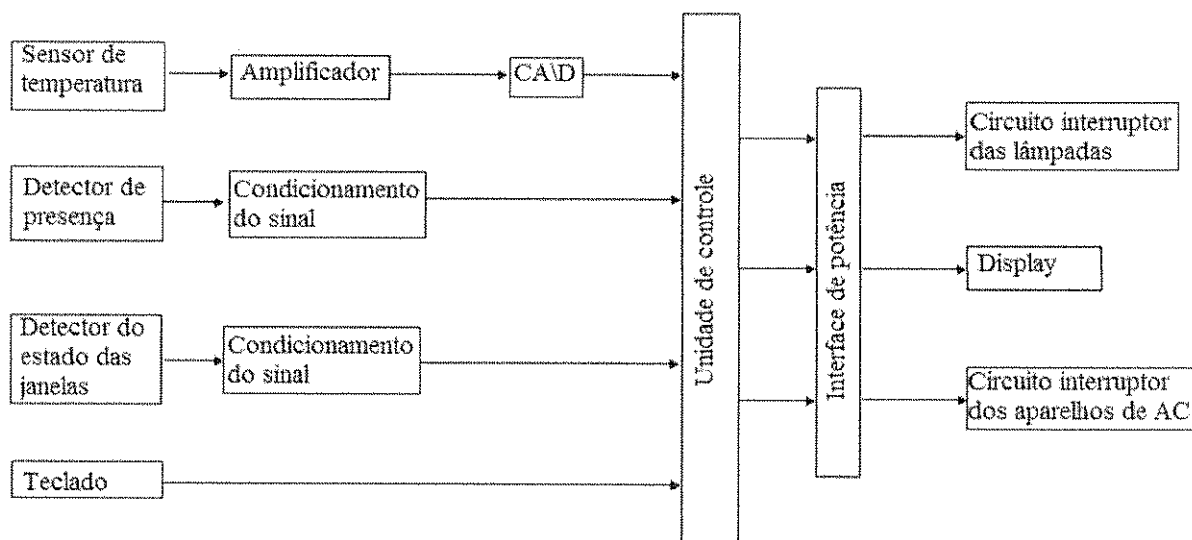 Sensor de
temperatura
Amplificador
CA\D
Detector de
presença
Condicionamento
do sinal
Detector do
estado das
janelas
Condicionamento
do sinal
Teclado
Unidade de controle
Interface de potência
Circuito interruptor
das lâmpadas
Display
Circuito interruptor
dos aparelhos de AC